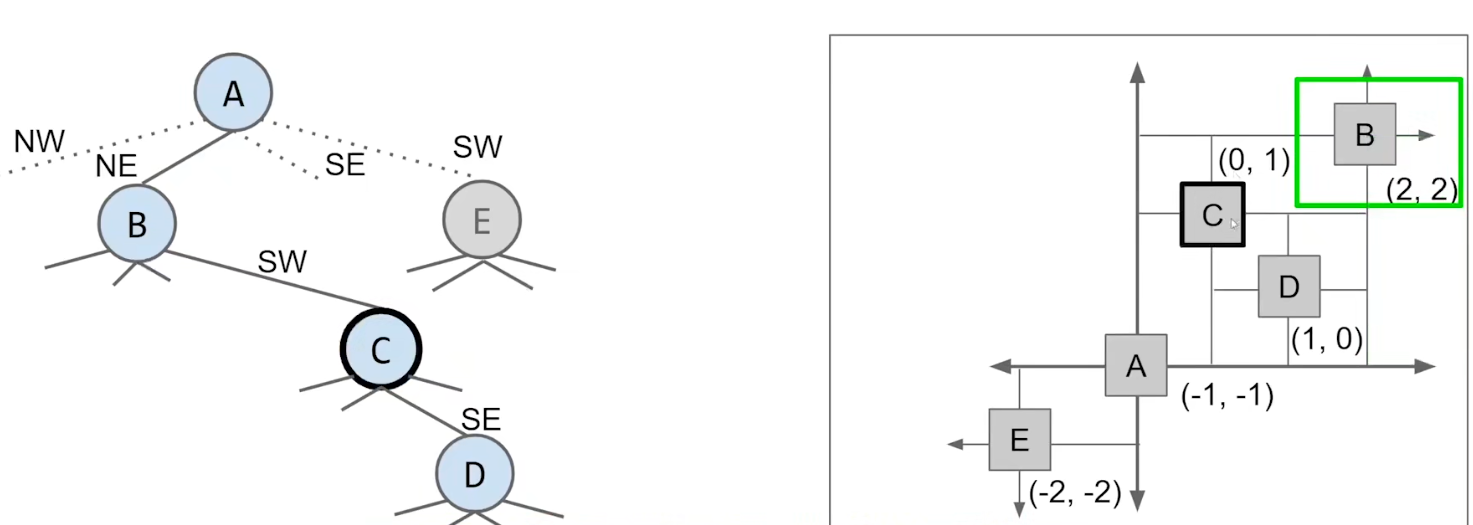 A
NW
NE
SE
SW
B
E
SW
C
SE
D
B
(0, 1)
(2, 2)
C
D
(1, 0)
A
(-1, -1)
E
(-2, -2)